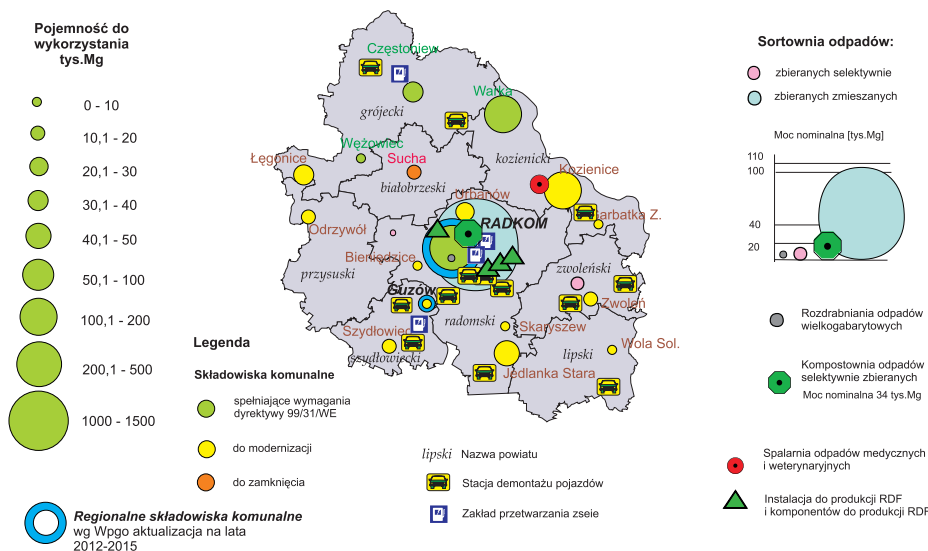 Pojemność do
wykorzystania
tys.Mg
0 - 10
10,1 - 20
20,1 - 30
30,1 - 40
40,1 - 50
50,1 - 100
100,1 - 200
200,1 - 500
1000 - 1500
Regionalne składowiska komunalne
wg Wpgo aktualizacja na lata
2012-2015
Legenda
Składowiska komunalne
spełniające wymagania
dyrektywy 99/31/WE
do modernizacji
do zamknięcia
Częstoniew
grójecki
Warka
Wężowiec
Łęgonice
Sucha
kozienicki
Kozienice
białobrzeski
Urbanów
Garbatka Z.
Odrzywół
RADKOM
Bieniędzice
przysuski
zwoleński
Guzów
Zwoleń
radomski
Szydłowiec
Skaryszew
Wola Sol.
szydłowiecki
lipski
Jedlanka Stara
lipski Nazwa powiatu
Stacja demontażu pojazdów
Zakład przetwarzania zseie
Sortownia odpadów:
zbieranych selektywnie
zbieranych zmieszanych
Moc nominalna [tys.Mg]
110
100
40
20
Rozdrabniania odpadów
wielkogabarytowych
Kompostownia odpadów
selektywnie zbieranych
Moc nominalna 34 tys.Mg
Spalarnia odpadów medycznych
i weterynaryjnych
Instalacja do produkcji RDF
i komponentów do produkcji RDF